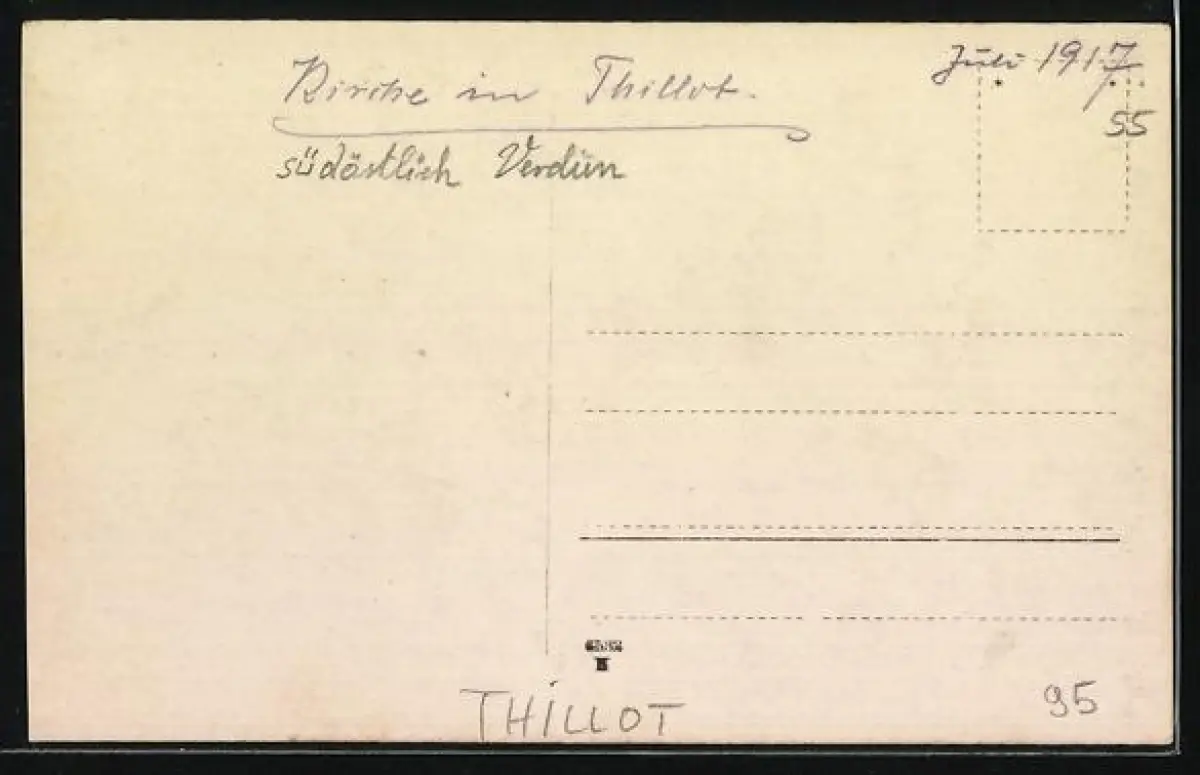 Kirche in Thillot.
Juli 1917
55
südöstlich Verdun
THILLOT
95